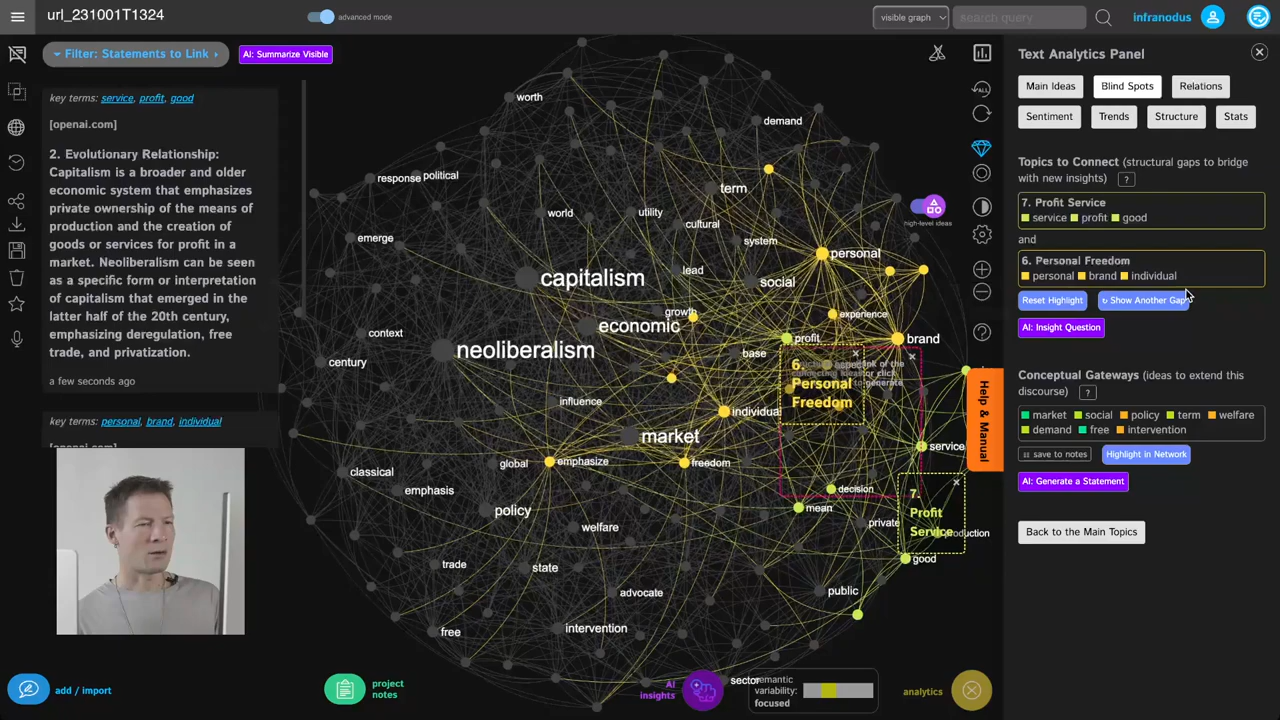 url_231001T1324
advanced mode
visible graph
search query
infranodus
Filter: Statements to Link
AI: Summarize Visible
key terms: service, profit, good
[openai.com]
2. Evolutionary Relationship:
Capitalism is a broader and older
economic system that emphasizes
private ownership of the means of
production and the creation of
goods or services for profit in a
market. Neoliberalism can be seen
as a specific form or interpretation
of capitalism that emerged in the
latter half of the 20th century,
emphasizing deregulation, free
trade, and privatization.
a few seconds ago
key terms: personal, brand, individual
add / import
project
notes
AI
insights
semantic
variability:
focused
analytics
worth
demand
response
political
term
world
utility
cultural
emerge
system
personal
high-level ideas
lead
capitalism
social
growth
experience
economic
context
profit
brand
neoliberalism
base
century
6.
Personal
Freedom
influence
individual
market
service
global
emphasize
freedom
classical
emphasis
decision
policy
mean
7.
Profit
Service
private
production
welfare
good
trade
state
advocate
public
free
intervention
sector
Help & Manual
Text Analytics Panel
Main Ideas
Blind Spots
Relations
Sentiment
Trends
Structure
Stats
Topics to Connect (structural gaps to bridge
with new insights) ?
7. Profit Service
service profit good
and
6. Personal Freedom
personal brand individual
Reset Highlight
Show Another Gap
AI: Insight Question
Conceptual Gateways (ideas to extend this
discourse) ?
market social policy term welfare
demand free intervention
save to notes
Highlight in Network
AI: Generate a Statement
Back to the Main Topics